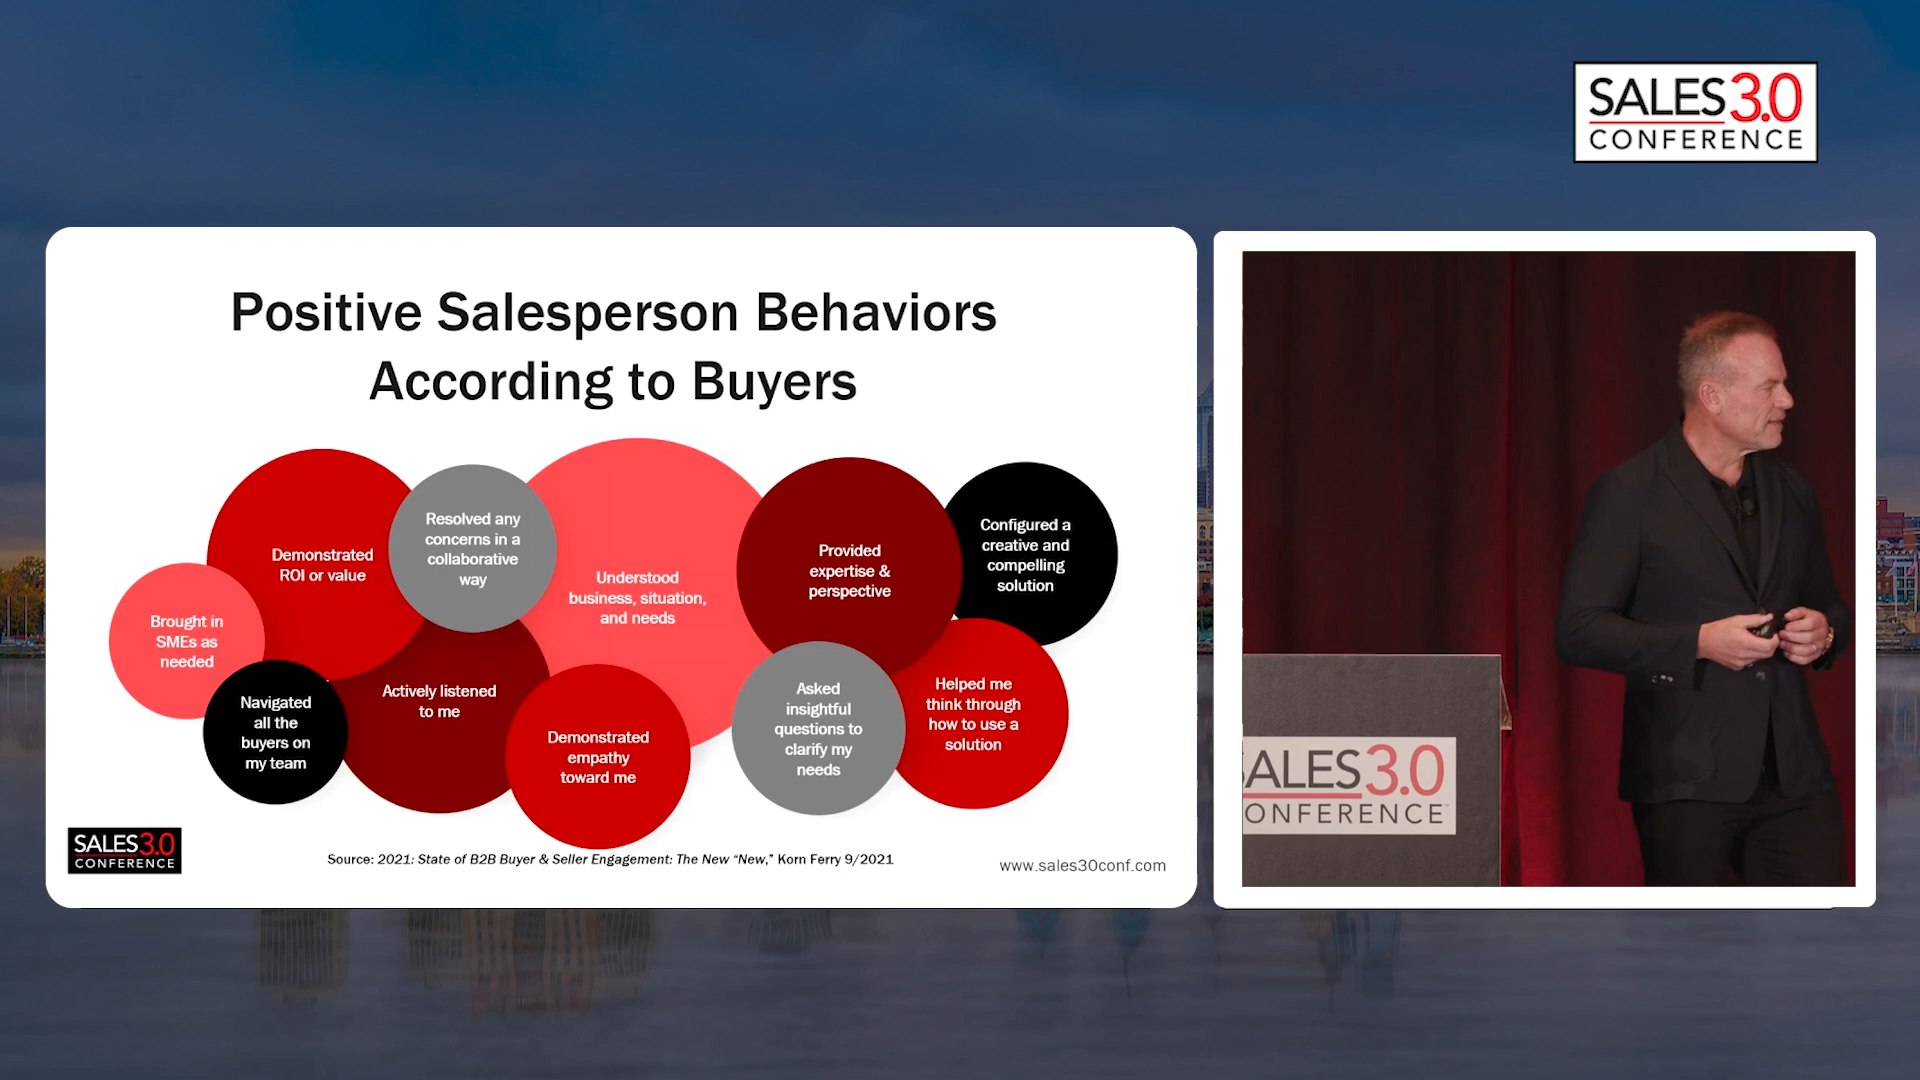 SALES3.0
CONFERENCE
Positive Salesperson Behaviors
According to Buyers
Demonstrated
ROI or value
Resolved any
concerns in a
collaborative
way
Understood
business, situation,
and needs
Provided
expertise &
perspective
Configured a
creative and
compelling
solution
Brought in
SMEs as
needed
Navigated
all the
buyers on
my team
Actively listened
to me
Demonstrated
empathy
toward me
Asked
insightful
questions to
clarify my
needs
Helped me
think through
how to use a
solution
SALES3.0
CONFERENCE
Source: 2021: State of B2B Buyer & Seller Engagement: The New “New,” Korn Ferry 9/2021
www.sales30conf.com
SALES3.0
ONFERENCE